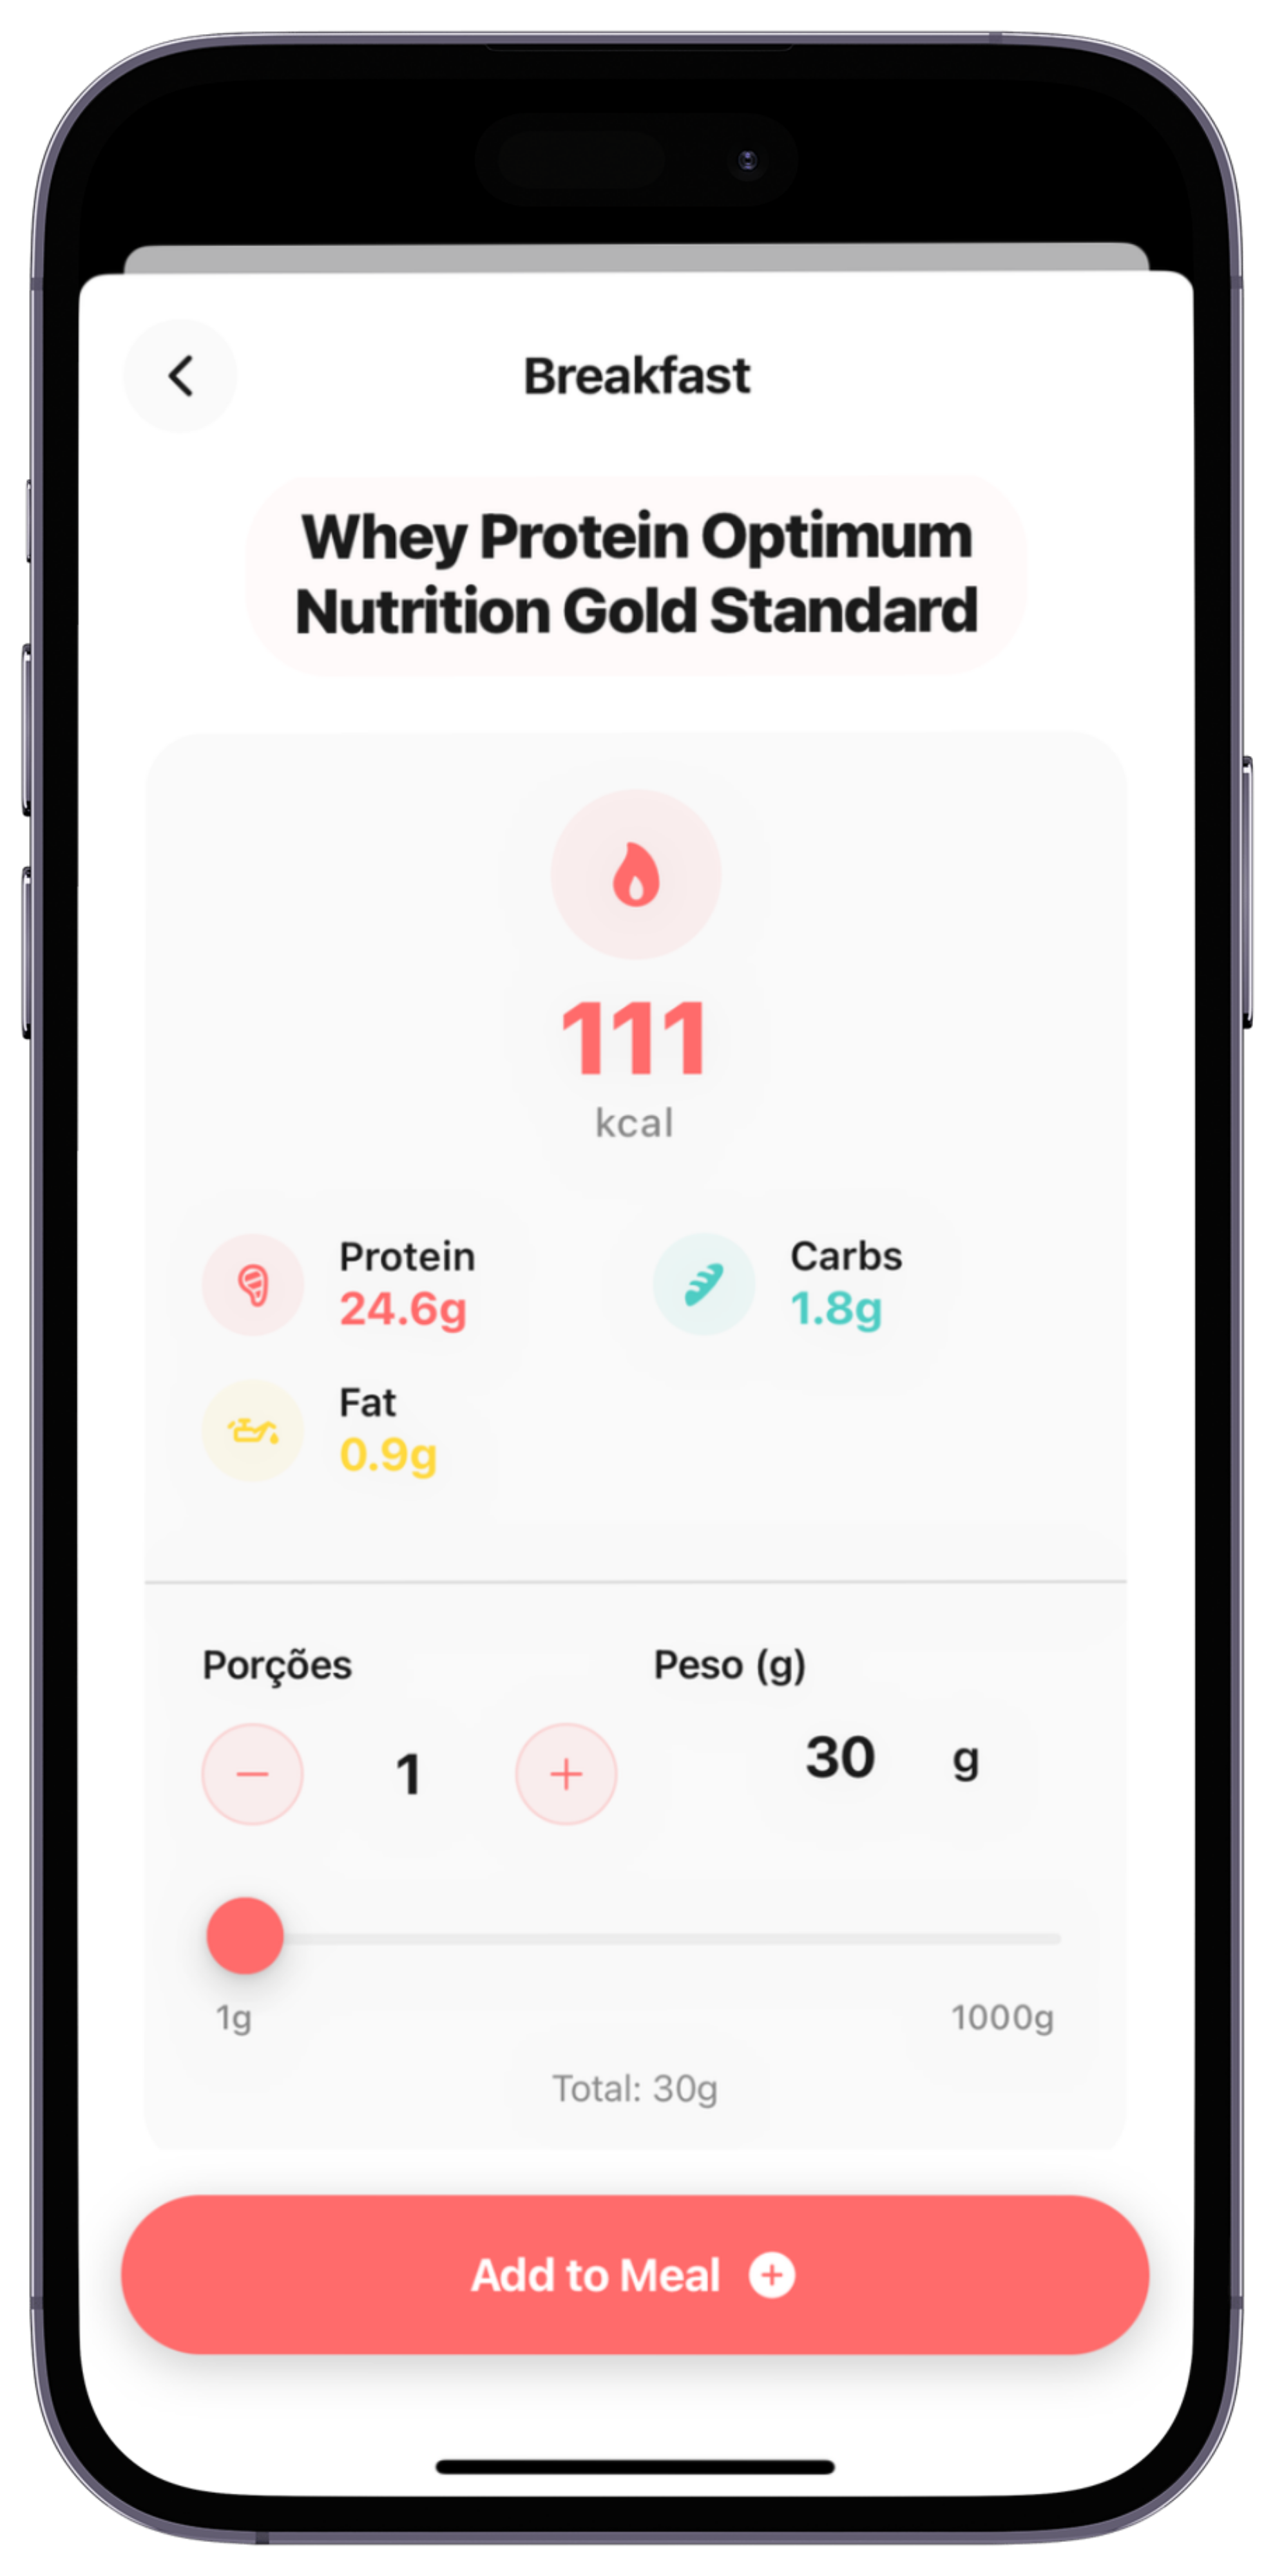 Breakfast
Whey Protein Optimum
Nutrition Gold Standard
111
kcal
Protein
24.6g
Carbs
1.8g
Fat
0.9g
Porções
Peso (g)
1
30 g
1g
1000g
Total: 30g
Add to Meal